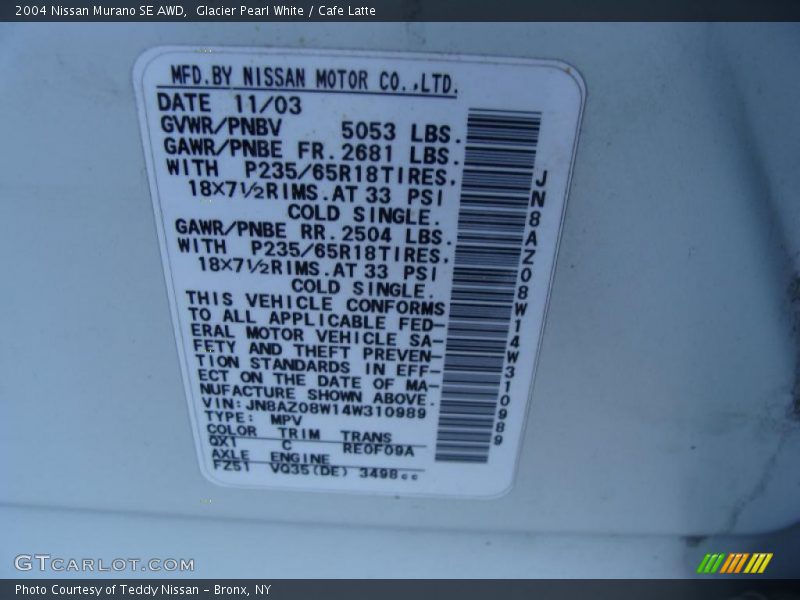 2004 Nissan Murano SE AWD,  Glacier Pearl White / Cafe Latte
MFD.BY NISSAN MOTOR CO.,LTD.
DATE 11/03
GVWR/PNBV 5053 LBS.
GAWR/PNBE FR.2681 LBS.
WITH P235/65R18TIRES.
18×7½RIMS.AT 33 PSI
COLD SINGLE.
GAWR/PNBE RR.2504 LBS.
WITH P235/65R18TIRES.
18×7½RIMS.AT 33 PSI
COLD SINGLE.
THIS VEHICLE CONFORMS
TO ALL APPLICABLE FED-
ERAL MOTOR VEHICLE SA-
FETY AND THEFT PREVEN-
TION STANDARDS IN EFF-
ECT ON THE DATE OF MA-
NUFACTURE SHOWN ABOVE.
VIN:JN8AZ08W14W310989
TYPE: MPV
COLOR TRIM TRANS
QX1 C RE0F09A
AXLE ENGINE
FZ51 VQ35(DE) 3498cc
JN8AZ08W14W310989
GTCARLOT.COM
Photo Courtesy of Teddy Nissan - Bronx, NY